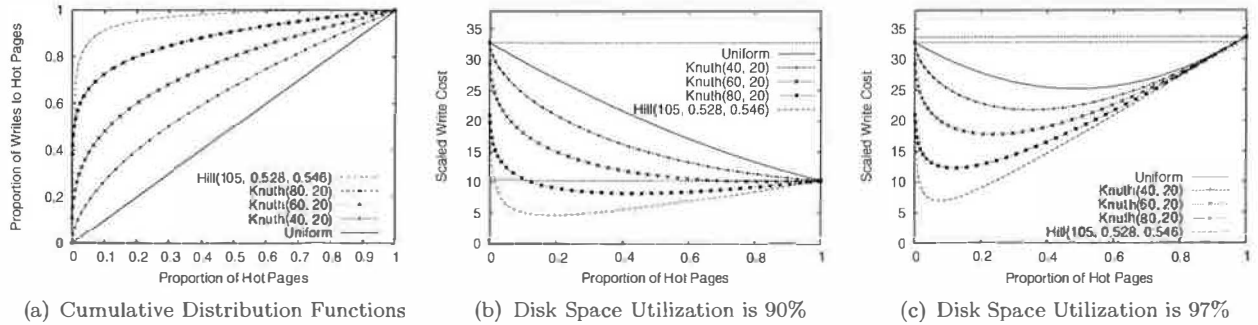 Proportion of Writes to Hot Pages
1
0.8
0.6
0.4
0.2
0
Hill(105, 0.528, 0.546)
Knuth(80, 20)
Knuth(60, 20)
Knuth(40, 20)
Uniform
0 0.1 0.2 0.3 0.4 0.5 0.6 0.7 0.8 0.9 1
Proportion of Hot Pages
(a) Cumulative Distribution Functions
Scaled Write Cost
35
30
25
20
15
10
5
0
Uniform
Knuth(40, 20)
Knuth(60, 20)
Knuth(80, 20)
Hill(105, 0.528, 0.546)
0 0.2 0.4 0.6 0.8 1
Proportion of Hot Pages
(b) Disk Space Utilization is 90%
Scaled Write Cost
35
30
25
20
15
10
5
0
Uniform
Knuth(40, 20)
Knuth(60, 20)
Knuth(80, 20)
Hill(105, 0.528, 0.546)
0 0.2 0.4 0.6 0.8 1
Proportion of Hot Pages
(c) Disk Space Utilization is 97%